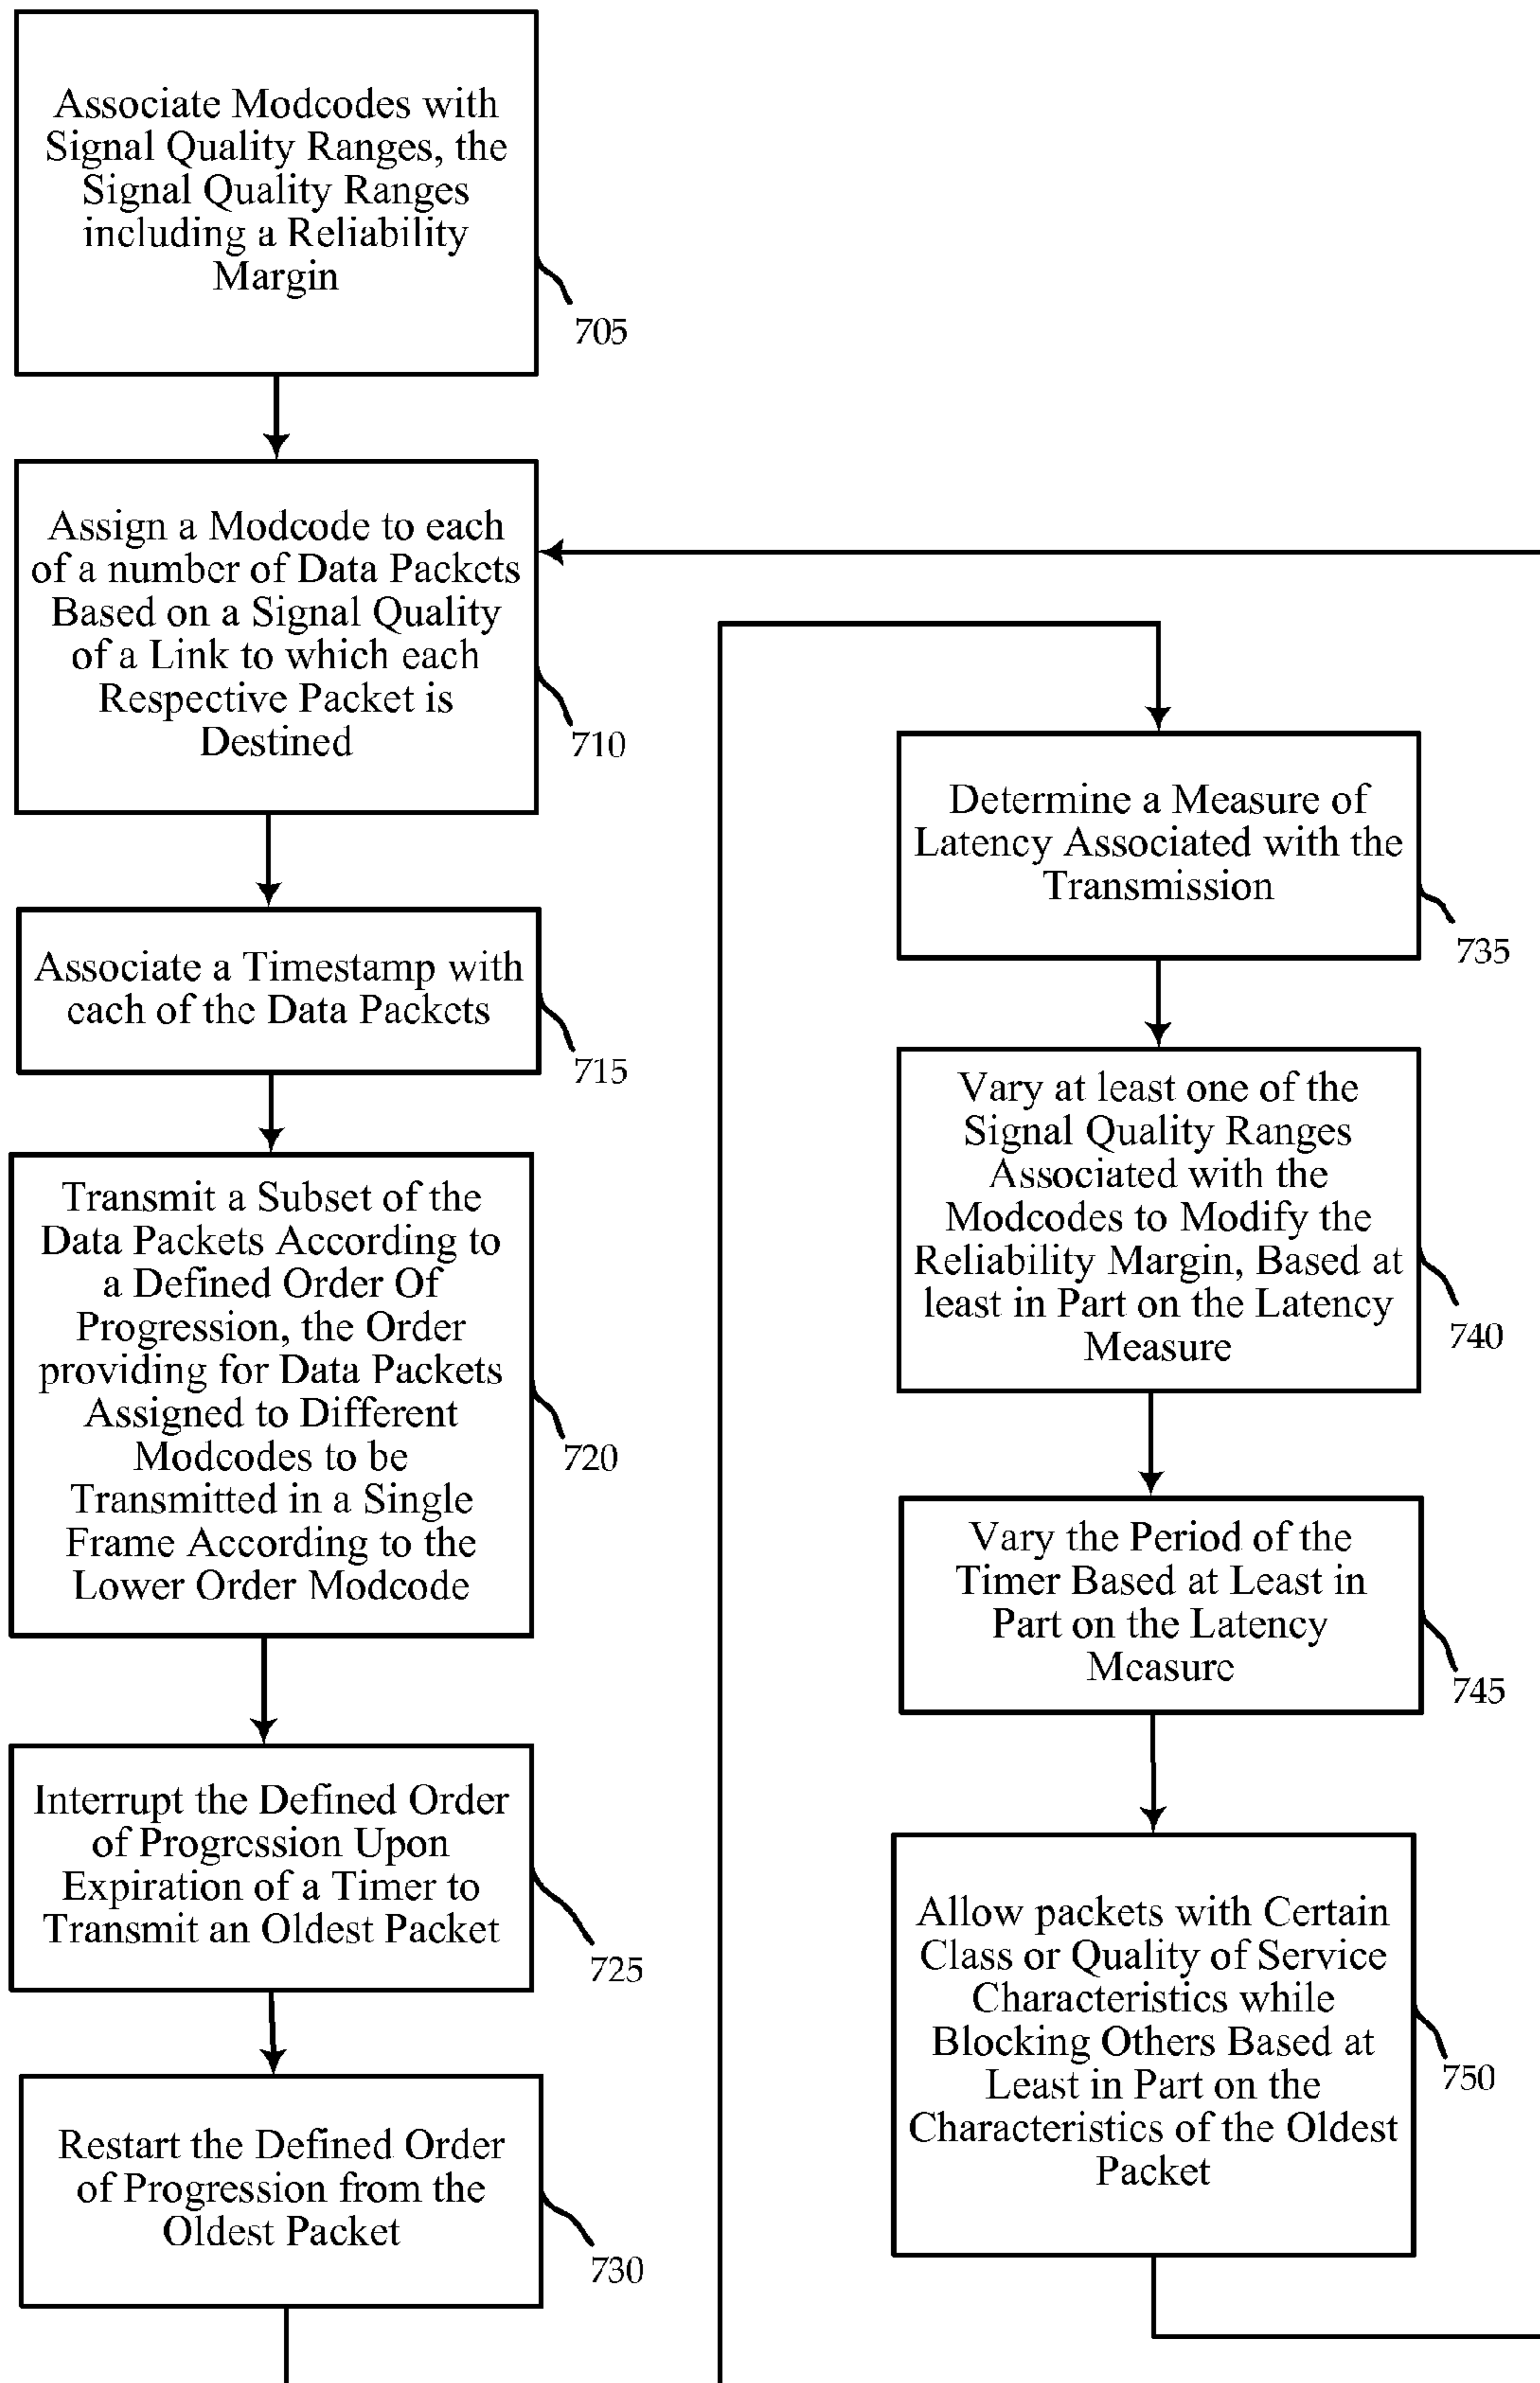 Associate Modcodes with
Signal Quality Ranges, the
Signal Quality Ranges
including a Reliability
Margin
705
Assign a Modcode to each
of a number of Data Packets
Based on a Signal Quality
of a Link to which each
Respective Packet is
Destined
710
Associate a Timestamp with
each of the Data Packets
715
Transmit a Subset of the
Data Packets According to
a Defined Order Of
Progression, the Order
providing for Data Packets
Assigned to Different
Modcodes to be
Transmitted in a Single
Frame According to the
Lower Order Modcode
720
Interrupt the Defined Order
of Progression Upon
Expiration of a Timer to
Transmit an Oldest Packet
725
Restart the Defined Order
of Progression from the
Oldest Packet
730
Determine a Measure of
Latency Associated with the
Transmission
735
Vary at least one of the
Signal Quality Ranges
Associated with the
Modcodes to Modify the
Reliability Margin, Based at
least in Part on the Latency
Measure
740
Vary the Period of the
Timer Based at Least in
Part on the Latency
Measure
745
Allow packets with Certain
Class or Quality of Service
Characteristics while
Blocking Others Based at
Least in Part on the
Characteristics of the Oldest
Packet
750